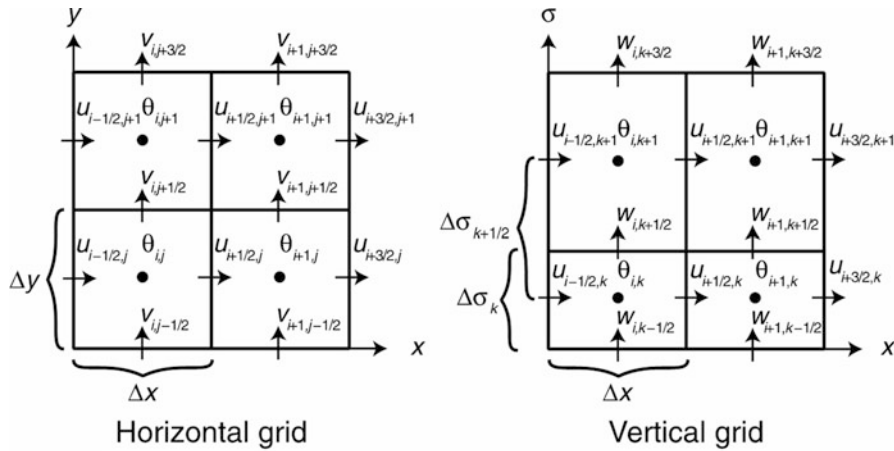 y
v_{i,j+3/2} v_{i+1,j+3/2}
u_{i-1/2,j+1} θ_{i,j+1} u_{i+1/2,j+1} θ_{i+1,j+1} u_{i+3/2,j+1}
v_{i,j+1/2} v_{i+1,j+1/2}
u_{i-1/2,j} θ_{i,j} u_{i+1/2,j} θ_{i+1,j} u_{i+3/2,j}
Δy
v_{i,j-1/2} v_{i+1,j-1/2}
x
Δx
Horizontal grid
σ
w_{i,k+3/2} w_{i+1,k+3/2}
u_{i-1/2,k+1} θ_{i,k+1} u_{i+1/2,k+1} θ_{i+1,k+1} u_{i+3/2,k+1}
Δσ_{k+1/2}
w_{i,k+1/2} w_{i+1,k+1/2}
u_{i-1/2,k} θ_{i,k} u_{i+1/2,k} θ_{i+1,k} u_{i+3/2,k}
Δσ_k
w_{i,k-1/2} w_{i+1,k-1/2}
x
Δx
Vertical grid